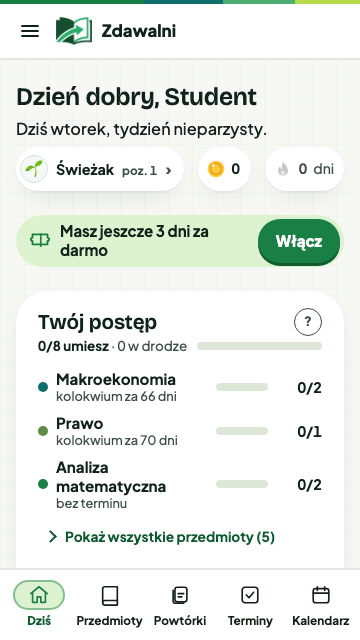 Zdawalni
Dzień dobry, Student
Dziś wtorek, tydzień nieparzysty.
Świeżak poz. 1 › 0 0 dni
Masz jeszcze 3 dni za
darmo
Włącz
Twój postęp ?
0/8 umiesz · 0 w drodze
Makroekonomia 0/2
kolokwium za 66 dni
Prawo 0/1
kolokwium za 70 dni
Analiza
matematyczna 0/2
bez terminu
Pokaż wszystkie przedmioty (5)
Dziś Przedmioty Powtórki Terminy Kalendarz